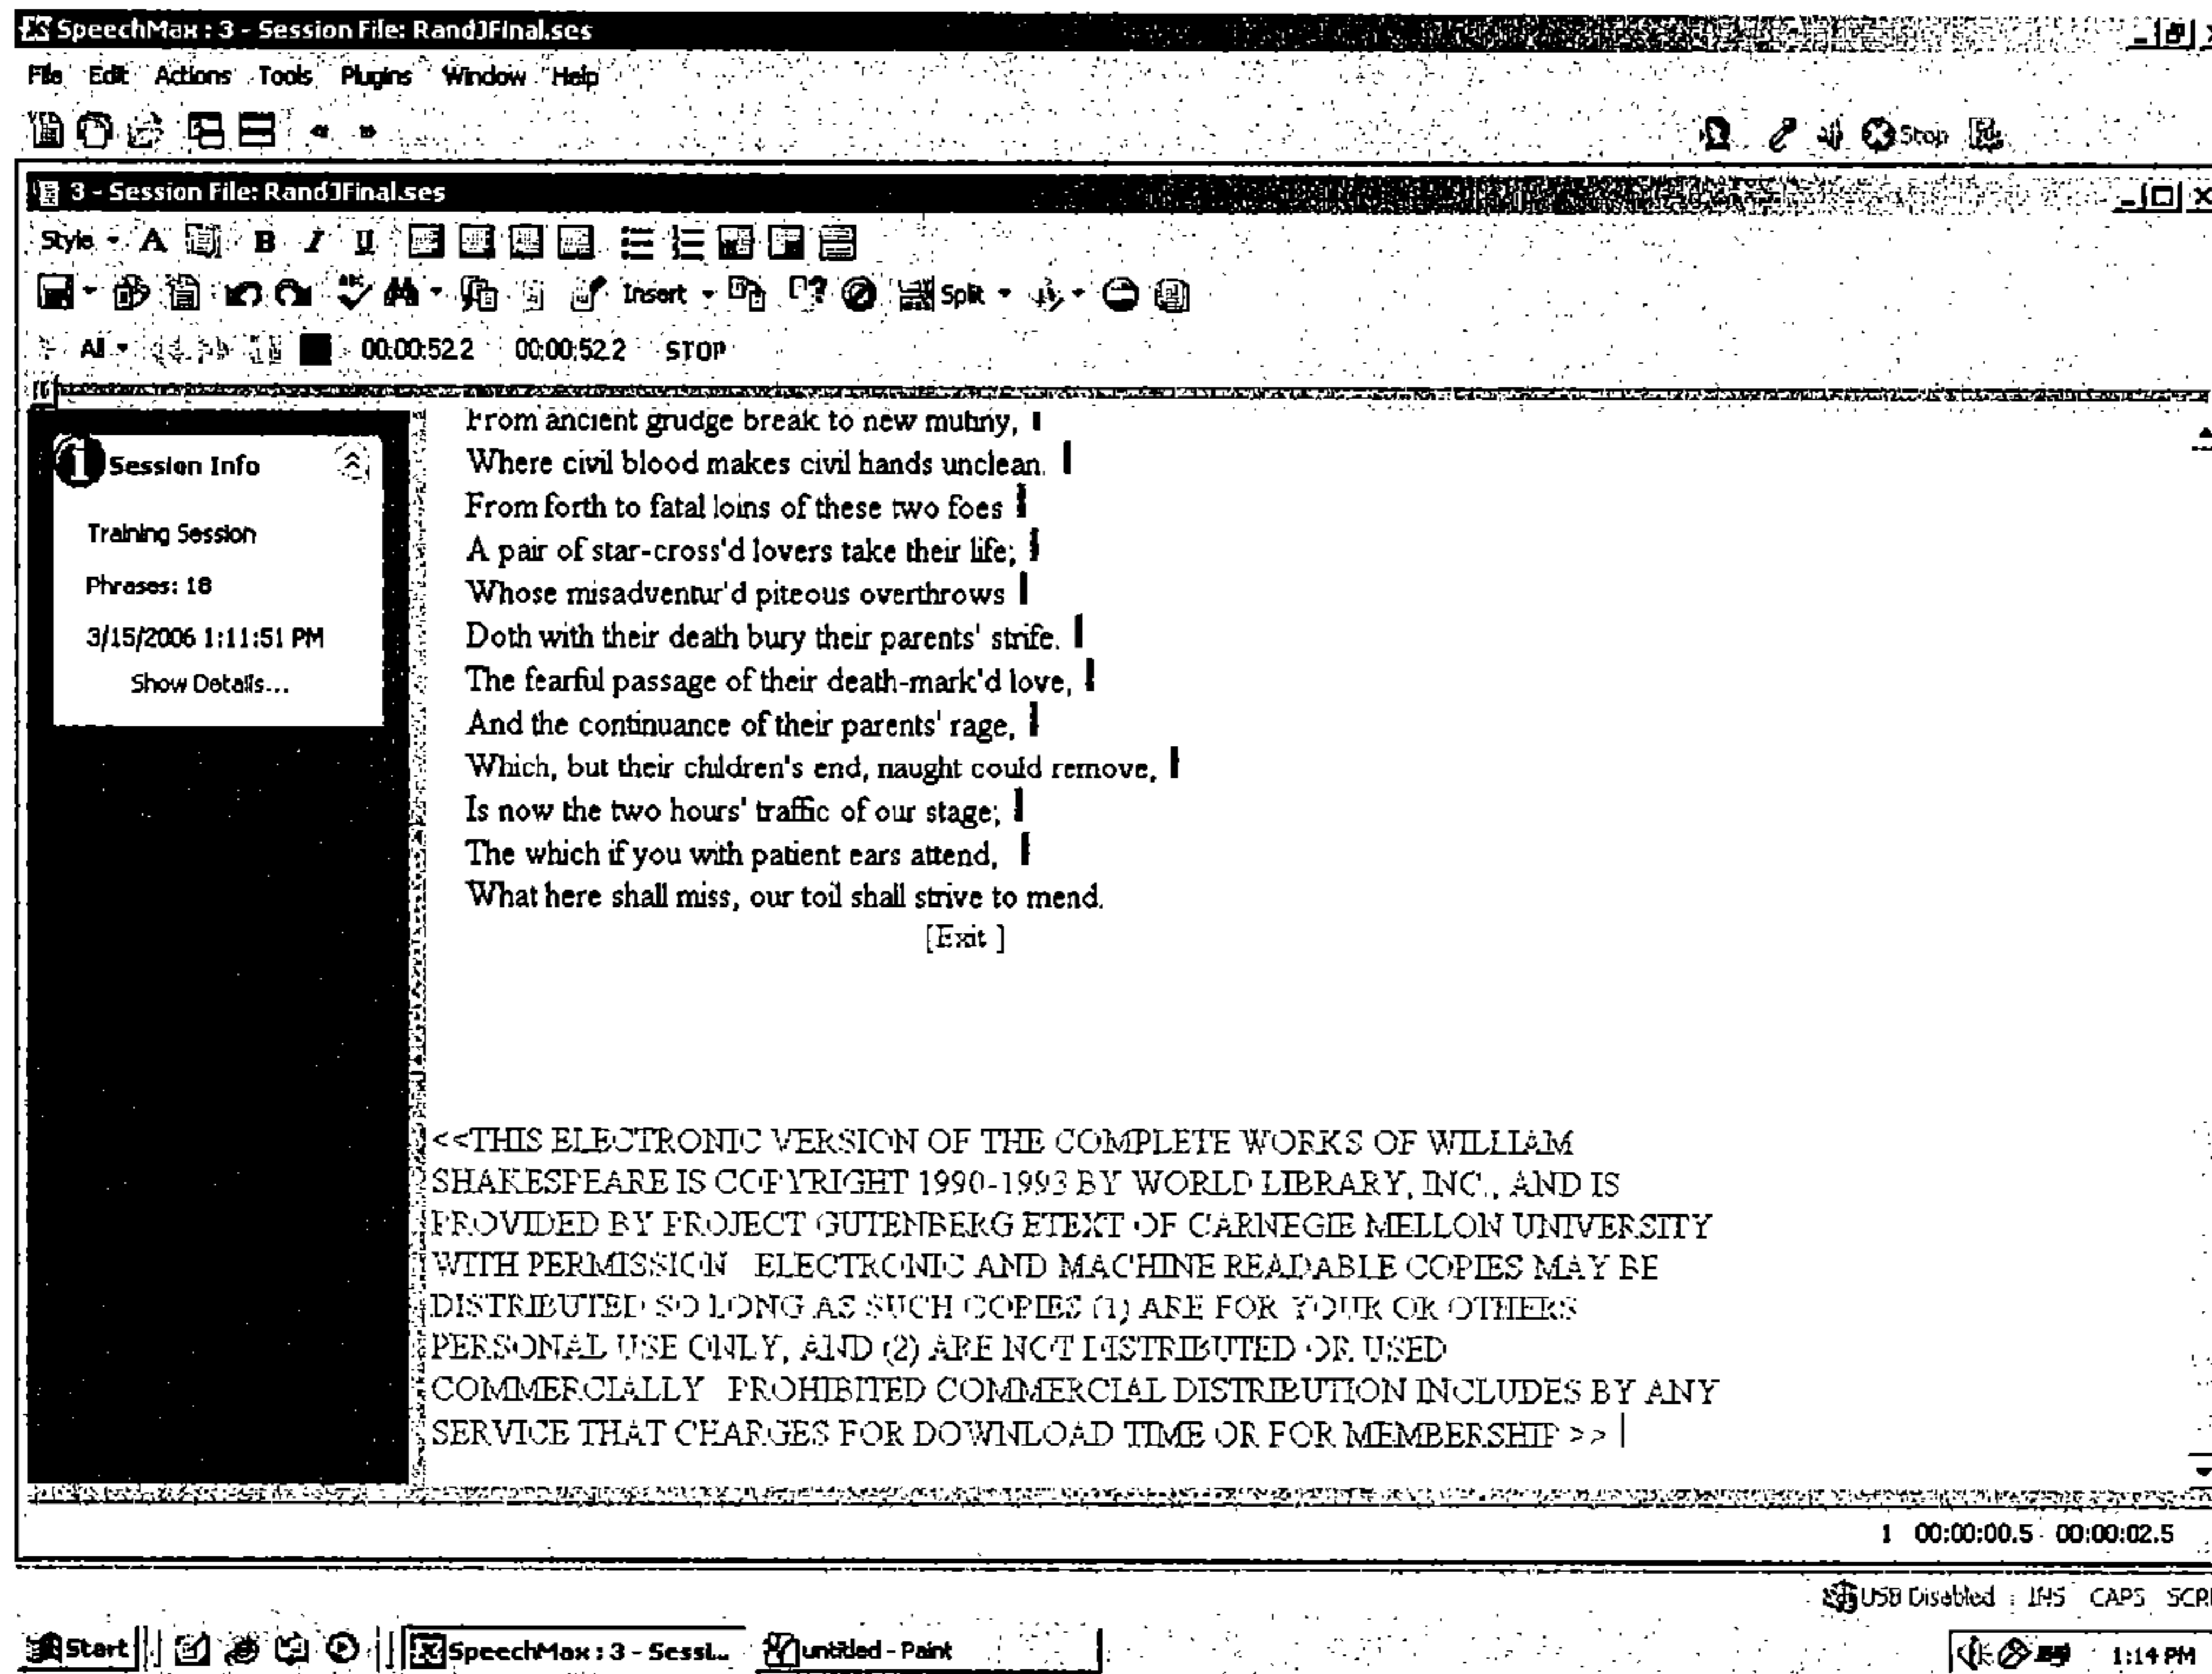 SpeechMax : 3 - Session File: RandJFinal.ses
File Edit Actions Tools Plugins Window Help
Stop
3 - Session File: RandJFinal.ses
Style A B I U
ABC Insert Split
All 00:00:52.2 00:00:52.2 STOP
From ancient grudge break to new mutiny,
Session Info
Where civil blood makes civil hands unclean.
From forth to fatal loins of these two foes
Training Session
A pair of star-cross'd lovers take their life;
Phrases: 18
Whose misadventur'd piteous overthrows
3/15/2006 1:11:51 PM
Doth with their death bury their parents' strife.
Show Details...
The fearful passage of their death-mark'd love,
And the continuance of their parents' rage,
Which, but their children's end, naught could remove,
Is now the two hours' traffic of our stage;
The which if you with patient ears attend,
What here shall miss, our toil shall strive to mend.
[Exit ]
<<THIS ELECTRONIC VERSION OF THE COMPLETE WORKS OF WILLIAM
SHAKESPEARE IS COPYRIGHT 1990-1993 BY WORLD LIBRARY, INC., AND IS
PROVIDED BY PROJECT GUTENBERG ETEXT OF CARNEGIE MELLON UNIVERSITY
WITH PERMISSION ELECTRONIC AND MACHINE READABLE COPIES MAY BE
DISTRIBUTED SO LONG AS SUCH COPIES (1) ARE FOR YOUR OR OTHERS
PERSONAL USE ONLY, AND (2) ARE NOT DISTRIBUTED OR USED
COMMERCIALLY PROHIBITED COMMERCIAL DISTRIBUTION INCLUDES BY ANY
SERVICE THAT CHARGES FOR DOWNLOAD TIME OR FOR MEMBERSHIP >>
1 00:00:00.5 00:00:02.5
USB Disabled INS CAPS SCR
Start SpeechMax : 3 - Sessi... untitled - Paint 1:14 PM